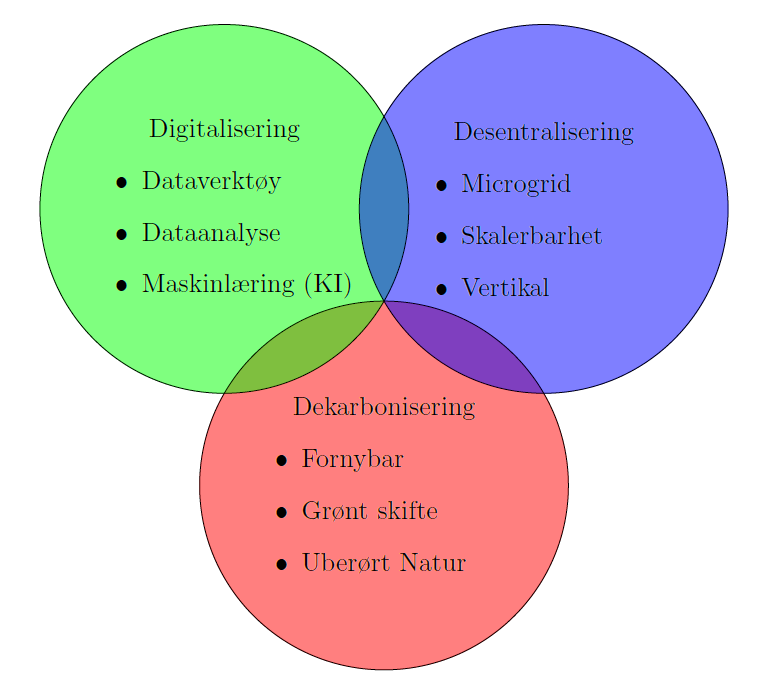 Digitalisering
• Dataverktøy
• Dataanalyse
• Maskinlæring (KI)
Desentralisering
• Microgrid
• Skalerbarhet
• Vertikal
Dekarbonisering
• Fornybar
• Grønt skifte
• Uberørt Natur